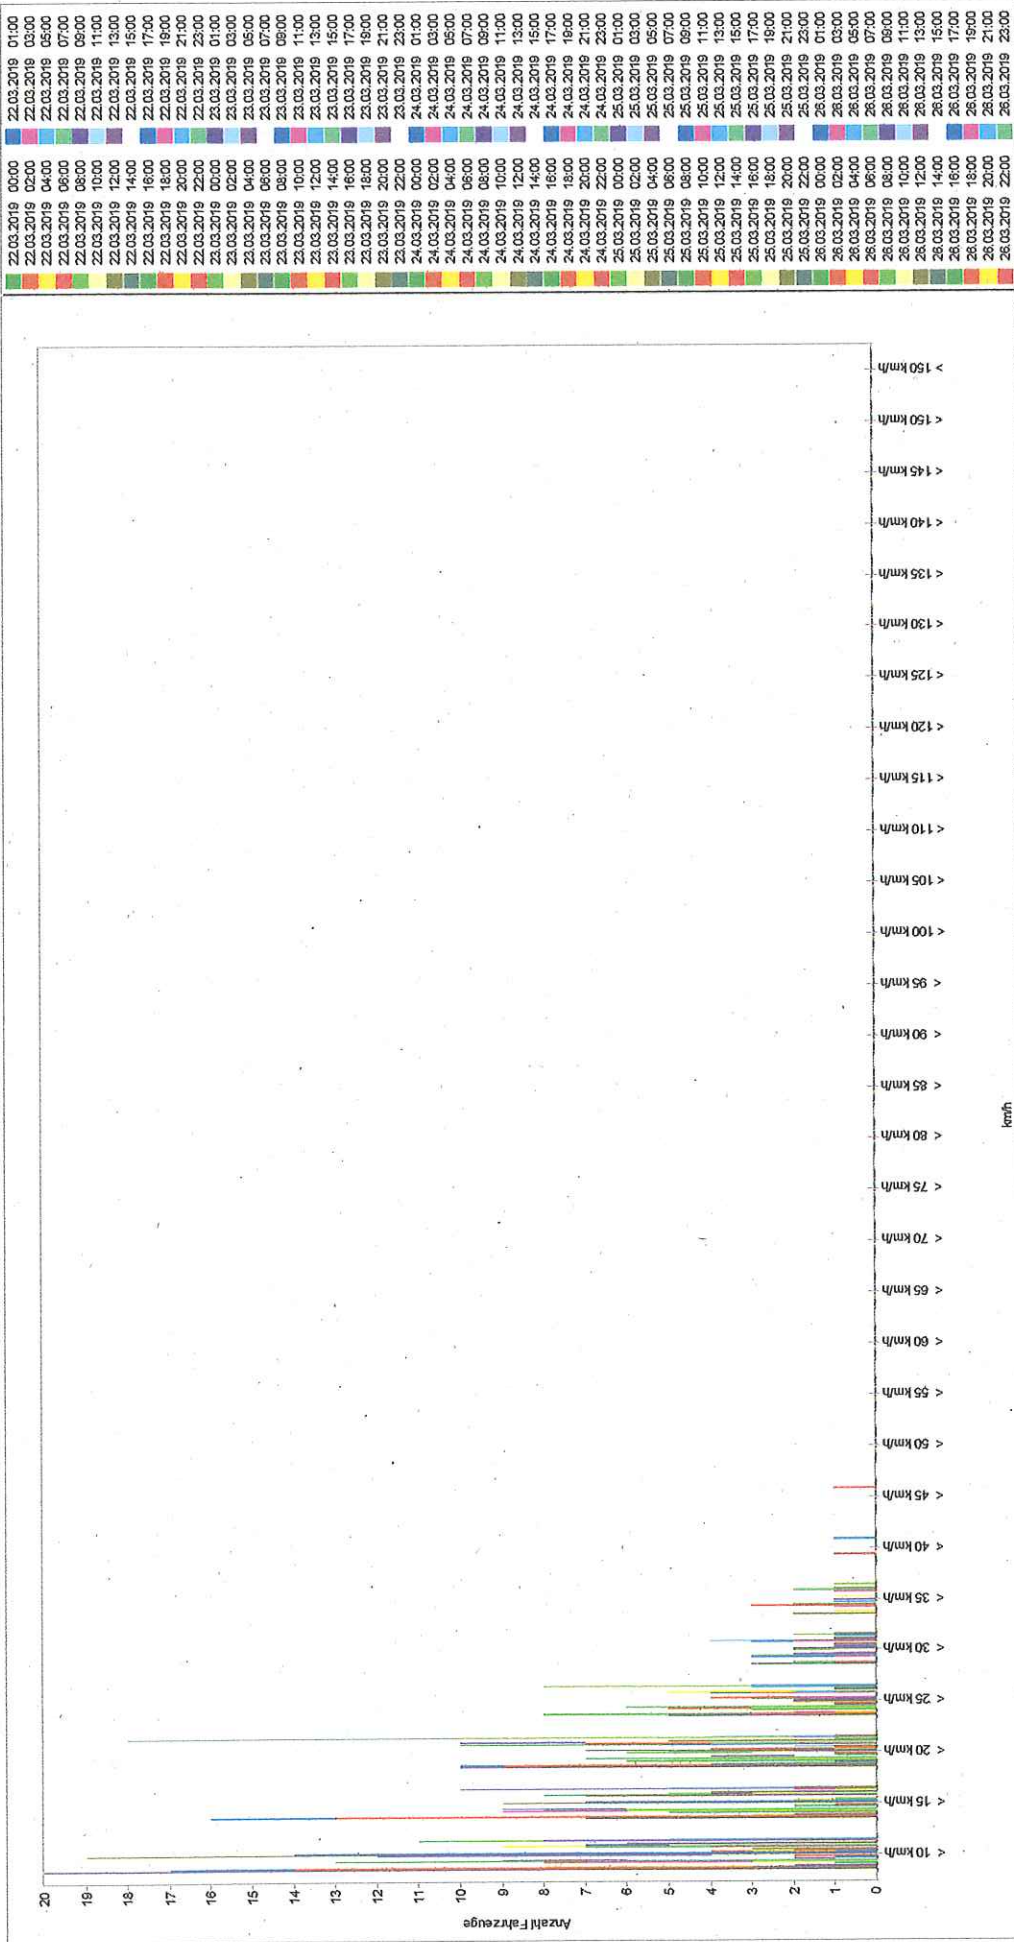 Anzahl Fahrzeuge
20
19
18
17
16
15
14
13
12
11
10
9
8
7
6
5
4
3
2
1
0
< 10 km/h
< 15 km/h
< 20 km/h
< 25 km/h
< 30 km/h
< 35 km/h
< 40 km/h
< 45 km/h
< 50 km/h
< 55 km/h
< 60 km/h
< 65 km/h
< 70 km/h
< 75 km/h
< 80 km/h
< 85 km/h
< 90 km/h
< 95 km/h
< 100 km/h
< 105 km/h
< 110 km/h
< 115 km/h
< 120 km/h
< 125 km/h
< 130 km/h
< 135 km/h
< 140 km/h
< 145 km/h
< 150 km/h
> 150 km/h
km/h
22.03.2019 00:00 22.03.2019 01:00
22.03.2019 02:00 22.03.2019 03:00
22.03.2019 04:00 22.03.2019 05:00
22.03.2019 06:00 22.03.2019 07:00
22.03.2019 08:00 22.03.2019 09:00
22.03.2019 10:00 22.03.2019 11:00
22.03.2019 12:00 22.03.2019 13:00
22.03.2019 14:00 22.03.2019 15:00
22.03.2019 16:00 22.03.2019 17:00
22.03.2019 18:00 22.03.2019 19:00
22.03.2019 20:00 22.03.2019 21:00
22.03.2019 22:00 22.03.2019 23:00
23.03.2019 00:00 23.03.2019 01:00
23.03.2019 02:00 23.03.2019 03:00
23.03.2019 04:00 23.03.2019 05:00
23.03.2019 06:00 23.03.2019 07:00
23.03.2019 08:00 23.03.2019 09:00
23.03.2019 10:00 23.03.2019 11:00
23.03.2019 12:00 23.03.2019 13:00
23.03.2019 14:00 23.03.2019 15:00
23.03.2019 16:00 23.03.2019 17:00
23.03.2019 18:00 23.03.2019 19:00
23.03.2019 20:00 23.03.2019 21:00
23.03.2019 22:00 23.03.2019 23:00
24.03.2019 00:00 24.03.2019 01:00
24.03.2019 02:00 24.03.2019 03:00
24.03.2019 04:00 24.03.2019 05:00
24.03.2019 06:00 24.03.2019 07:00
24.03.2019 08:00 24.03.2019 09:00
24.03.2019 10:00 24.03.2019 11:00
24.03.2019 12:00 24.03.2019 13:00
24.03.2019 14:00 24.03.2019 15:00
24.03.2019 16:00 24.03.2019 17:00
24.03.2019 18:00 24.03.2019 19:00
24.03.2019 20:00 24.03.2019 21:00
24.03.2019 22:00 24.03.2019 23:00
25.03.2019 00:00 25.03.2019 01:00
25.03.2019 02:00 25.03.2019 03:00
25.03.2019 04:00 25.03.2019 05:00
25.03.2019 06:00 25.03.2019 07:00
25.03.2019 08:00 25.03.2019 09:00
25.03.2019 10:00 25.03.2019 11:00
25.03.2019 12:00 25.03.2019 13:00
25.03.2019 14:00 25.03.2019 15:00
25.03.2019 16:00 25.03.2019 17:00
25.03.2019 18:00 25.03.2019 19:00
25.03.2019 20:00 25.03.2019 21:00
25.03.2019 22:00 25.03.2019 23:00
26.03.2019 00:00 26.03.2019 01:00
26.03.2019 02:00 26.03.2019 03:00
26.03.2019 04:00 26.03.2019 05:00
26.03.2019 06:00 26.03.2019 07:00
26.03.2019 08:00 26.03.2019 09:00
26.03.2019 10:00 26.03.2019 11:00
26.03.2019 12:00 26.03.2019 13:00
26.03.2019 14:00 26.03.2019 15:00
26.03.2019 16:00 26.03.2019 17:00
26.03.2019 18:00 26.03.2019 19:00
26.03.2019 20:00 26.03.2019 21:00
26.03.2019 22:00 26.03.2019 23:00